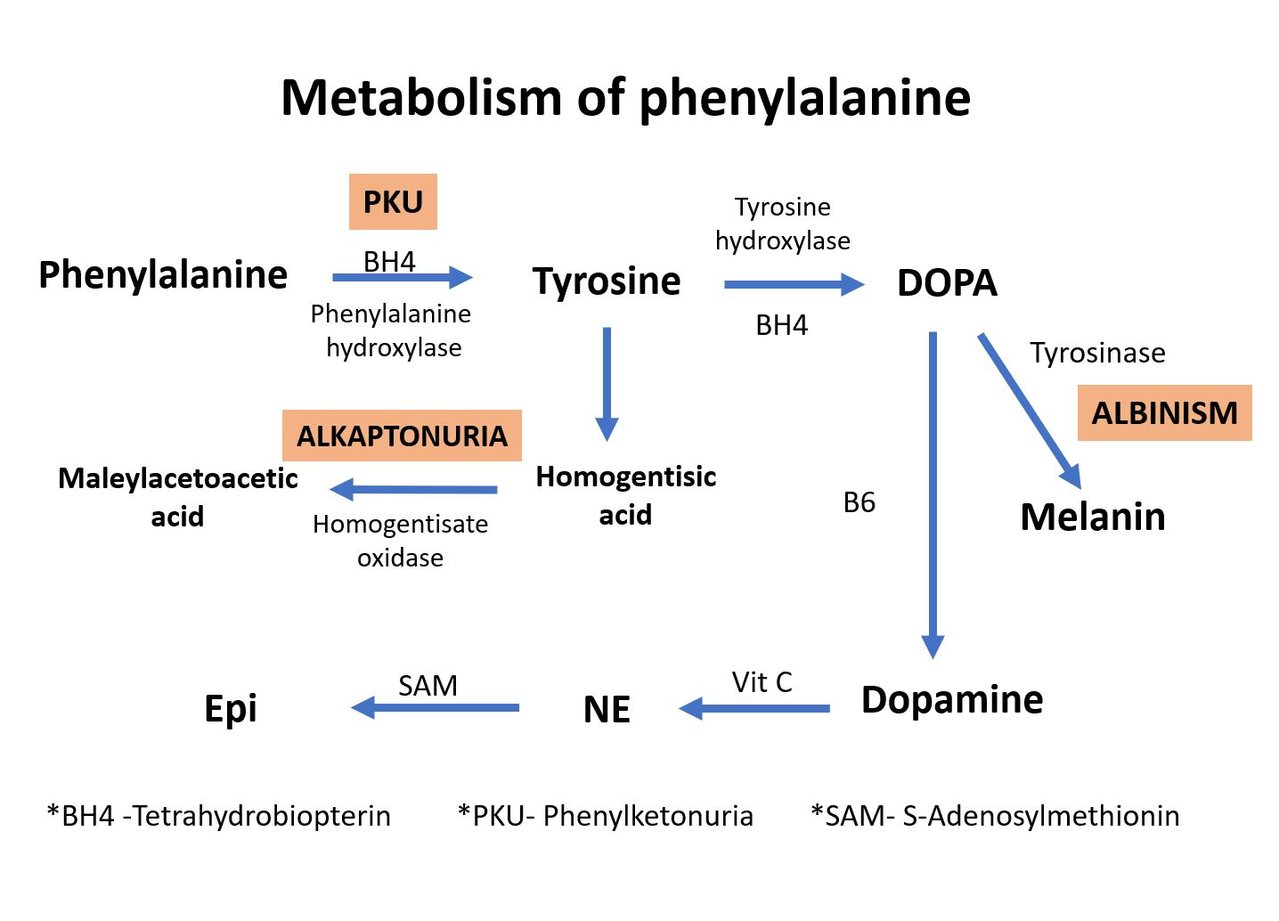 Metabolism of phenylalanine
PKU
BH4
Phenylalanine
Phenylalanine
hydroxylase
Tyrosine
Tyrosine
hydroxylase
BH4
DOPA
Tyrosinase
ALBINISM
Melanin
ALKAPTONURIA
Maleylacetoacetic
acid
Homogentisate
oxidase
Homogentisic
acid
B6
Epi
SAM
NE
Vit C
Dopamine
*BH4 -Tetrahydrobiopterin
*PKU- Phenylketonuria
*SAM- S-Adenosylmethionin